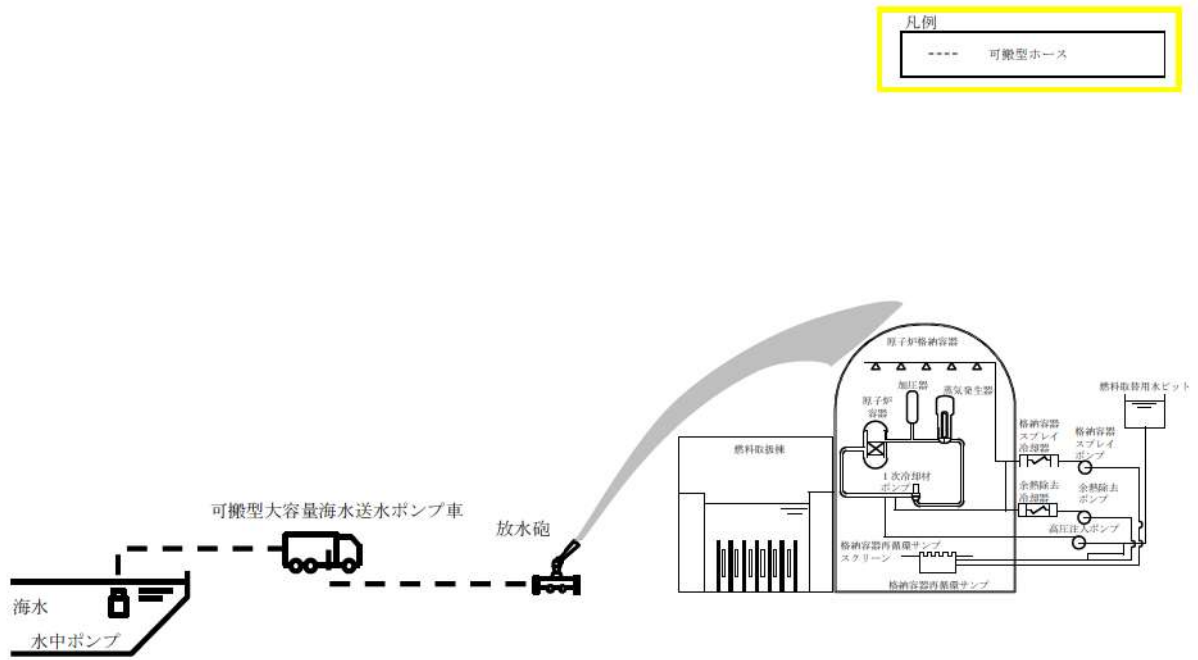 凡例
可搬型ホース
原子炉格納容器
加圧器
蒸気発生器
原子炉
容器
燃料取替用水ピット
格納容器
スプレイ
冷却器
格納容器
スプレイ
ポンプ
燃料取扱棟
1次冷却材
ポンプ
余熱除去
冷却器
余熱除去
ポンプ
高圧注入ポンプ
可搬型大容量海水送水ポンプ車
放水砲
格納容器再循環サンプ
スクリーン
格納容器再循環サンプ
海水
水中ポンプ